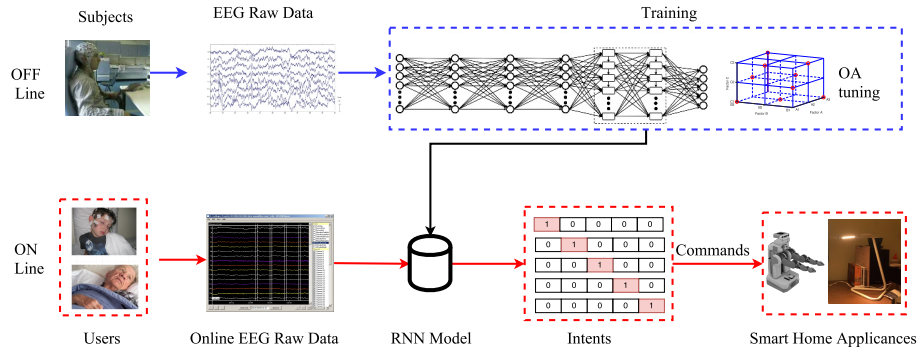 Subjects
EEG Raw Data
Training
OFF
Line
OA
tuning
ON
Line
1 0 0 0 0
0 1 0 0 0
0 0 1 0 0
0 0 0 1 0
0 0 0 0 1
Commands
Users
Online EEG Raw Data
RNN Model
Intents
Smart Home Applicances
Factor B
Factor A